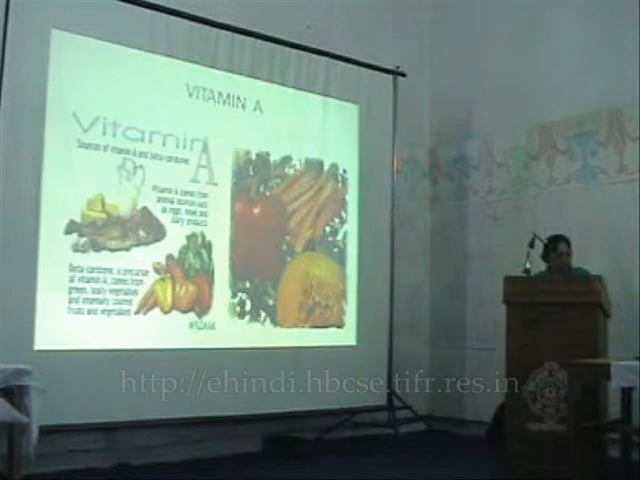 VITAMIN A
Vitamin A
Sources of vitamin A and beta carotene
Vitamin A comes from
animal sources such
as eggs, meat and
dairy products
Beta-carotene, a precursor
of vitamin A, comes from
green, leafy vegetables
and intensely colored
fruits and vegetables
http://ehindi.hbcse.tifr.res.in